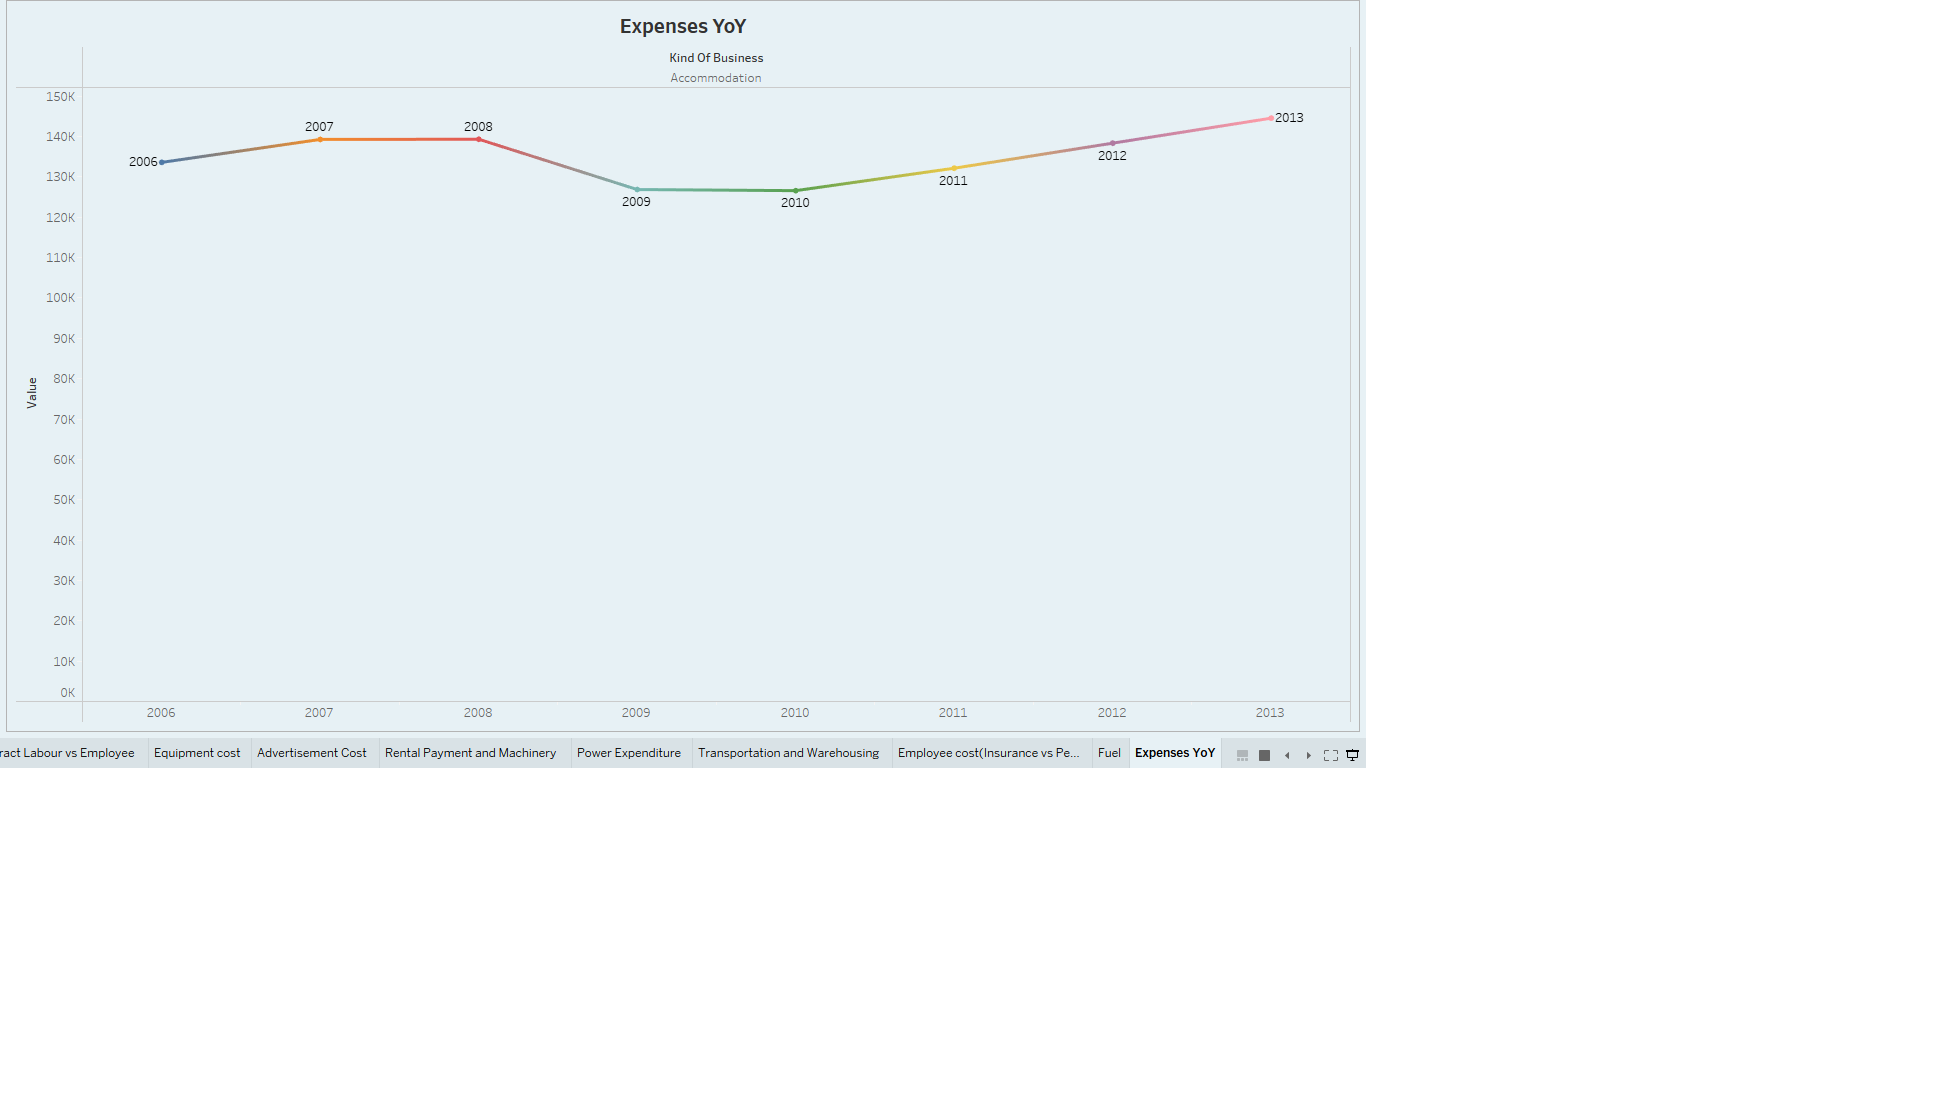 Expenses YoY
Kind Of Business
Accommodation
150K
140K
130K
120K
110K
100K
90K
80K
70K
60K
50K
40K
30K
20K
10K
0K
Value
2006
2007
2008
2009
2010
2011
2012
2013
2006 2007 2008 2009 2010 2011 2012 2013
ract Labour vs Employee Equipment cost Advertisement Cost Rental Payment and Machinery Power Expenditure Transportation and Warehousing Employee cost(Insurance vs Pe... Fuel Expenses YoY